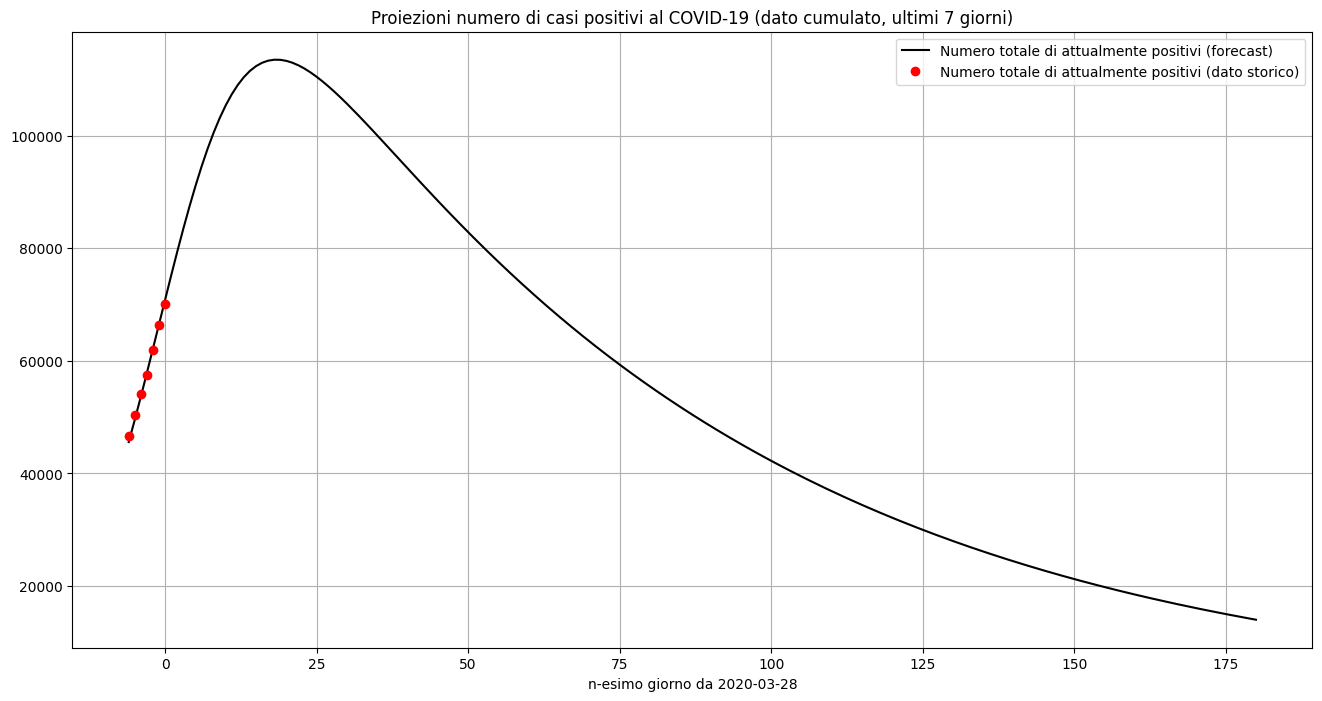 Proiezioni numero di casi positivi al COVID-19 (dato cumulato, ultimi 7 giorni)
Numero totale di attualmente positivi (forecast)
Numero totale di attualmente positivi (dato storico)
100000
80000
60000
40000
20000
0 25 50 75 100 125 150 175
n-esimo giorno da 2020-03-28